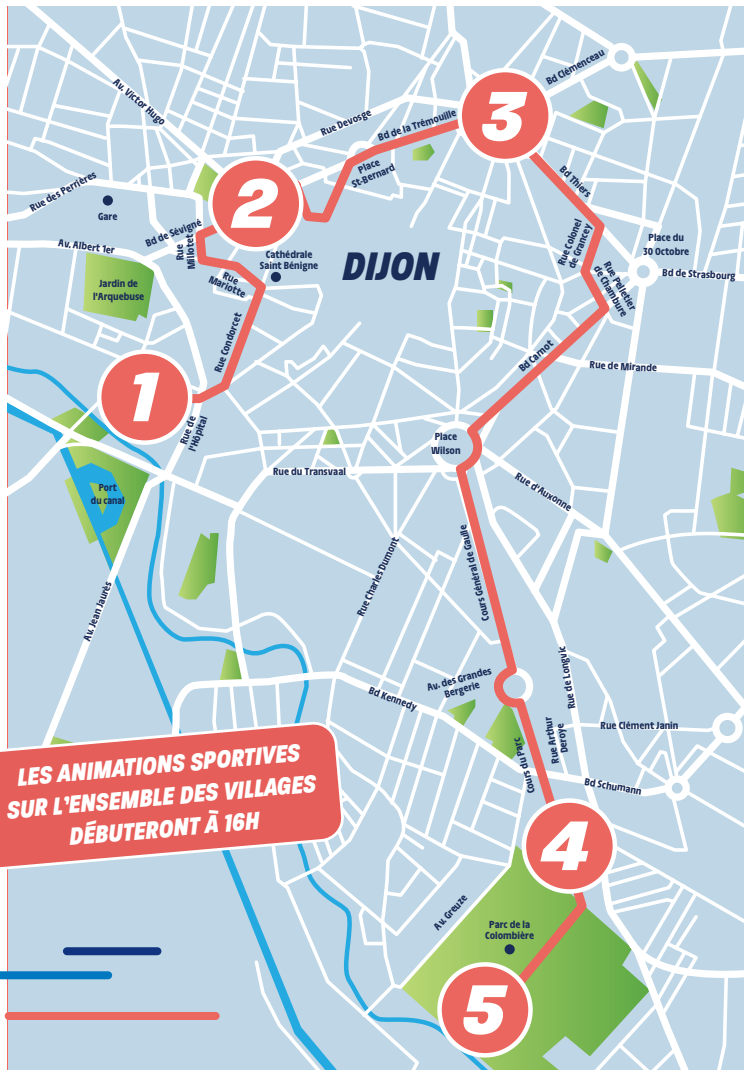 Av. Victor Hugo
Rue Devosge
Bd de la Trémouille
3
Bd Clémenceau
Place
St-Bernard
Rue des Perrières
Gare
2
Bd Thiers
Bd de Sévigné
Rue
Millotet
Av. Albert 1er
Cathédrale
Saint Bénigne
DIJON
Rue Colonel
de Grancey
Place du
30 Octobre
Rue Pelletier
de Chambure
Bd de Strasbourg
Jardin de
l'Arquebuse
Rue
Mariotte
Rue Condorcet
Bd Carnot
Rue de Mirande
1
Rue de
l'Hôpital
Place
Wilson
Rue du Transvaal
Rue d'Auxonne
Port
du canal
Cours Général de Gaulle
Rue Charles Dumont
Av. Jean Jaurès
Av. des Grandes
Bergerie
Rue de Longvic
Bd Kennedy
Rue Arthur
Deroye
Rue Clément Janin
Cours du Parc
Bd Schumann
LES ANIMATIONS SPORTIVES
SUR L'ENSEMBLE DES VILLAGES
DÉBUTERONT À 16H
4
Av. Greuze
Parc de la
Colombière
5